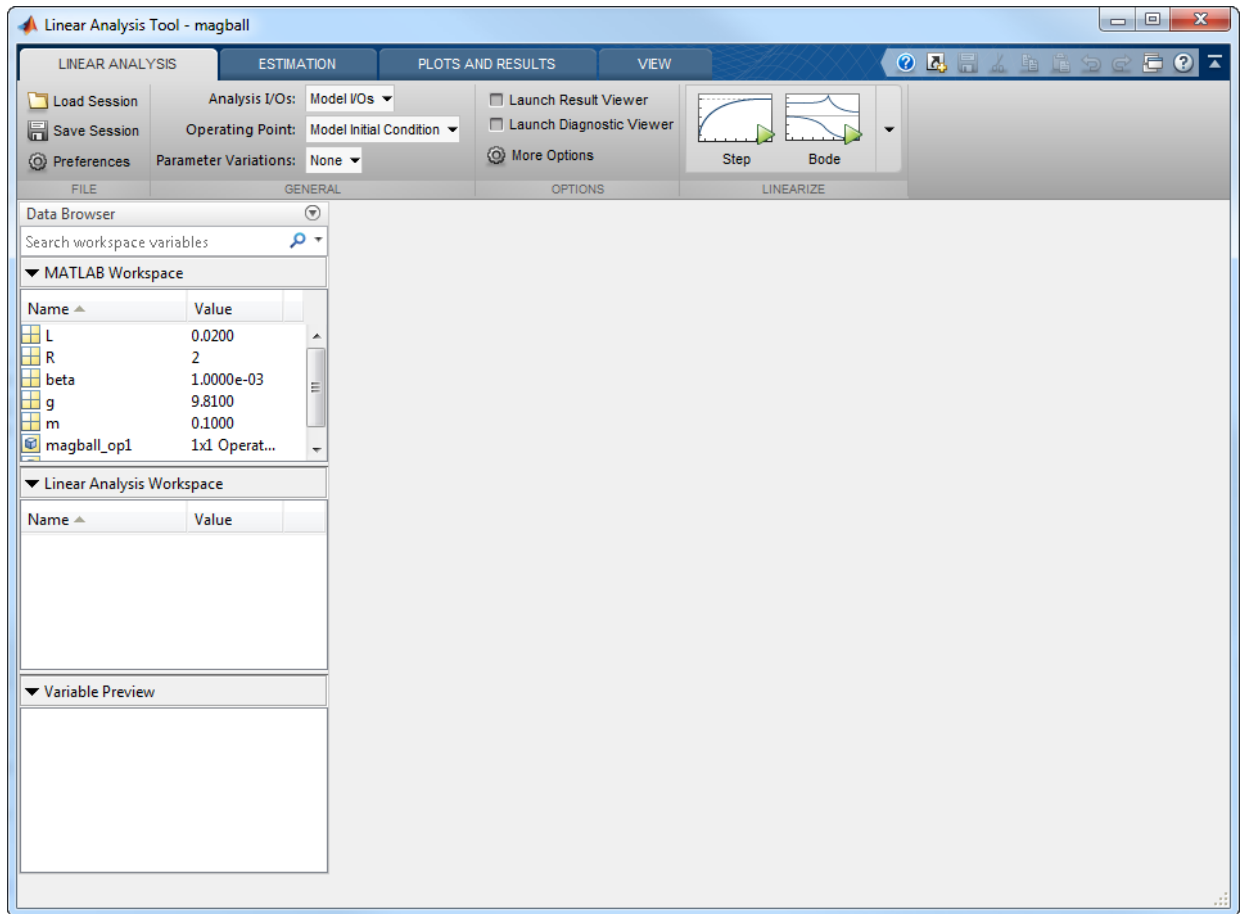 Linear Analysis Tool - magball
LINEAR ANALYSIS ESTIMATION PLOTS AND RESULTS VIEW
Load Session
Save Session
Preferences
FILE
Analysis I/Os: Model I/Os
Operating Point: Model Initial Condition
Parameter Variations: None
GENERAL
Launch Result Viewer
Launch Diagnostic Viewer
More Options
OPTIONS
Step Bode
LINEARIZE
Data Browser
Search workspace variables
MATLAB Workspace
Name Value
L 0.0200
R 2
beta 1.0000e-03
g 9.8100
m 0.1000
magball_op1 1x1 Operat...
Linear Analysis Workspace
Name Value
Variable Preview